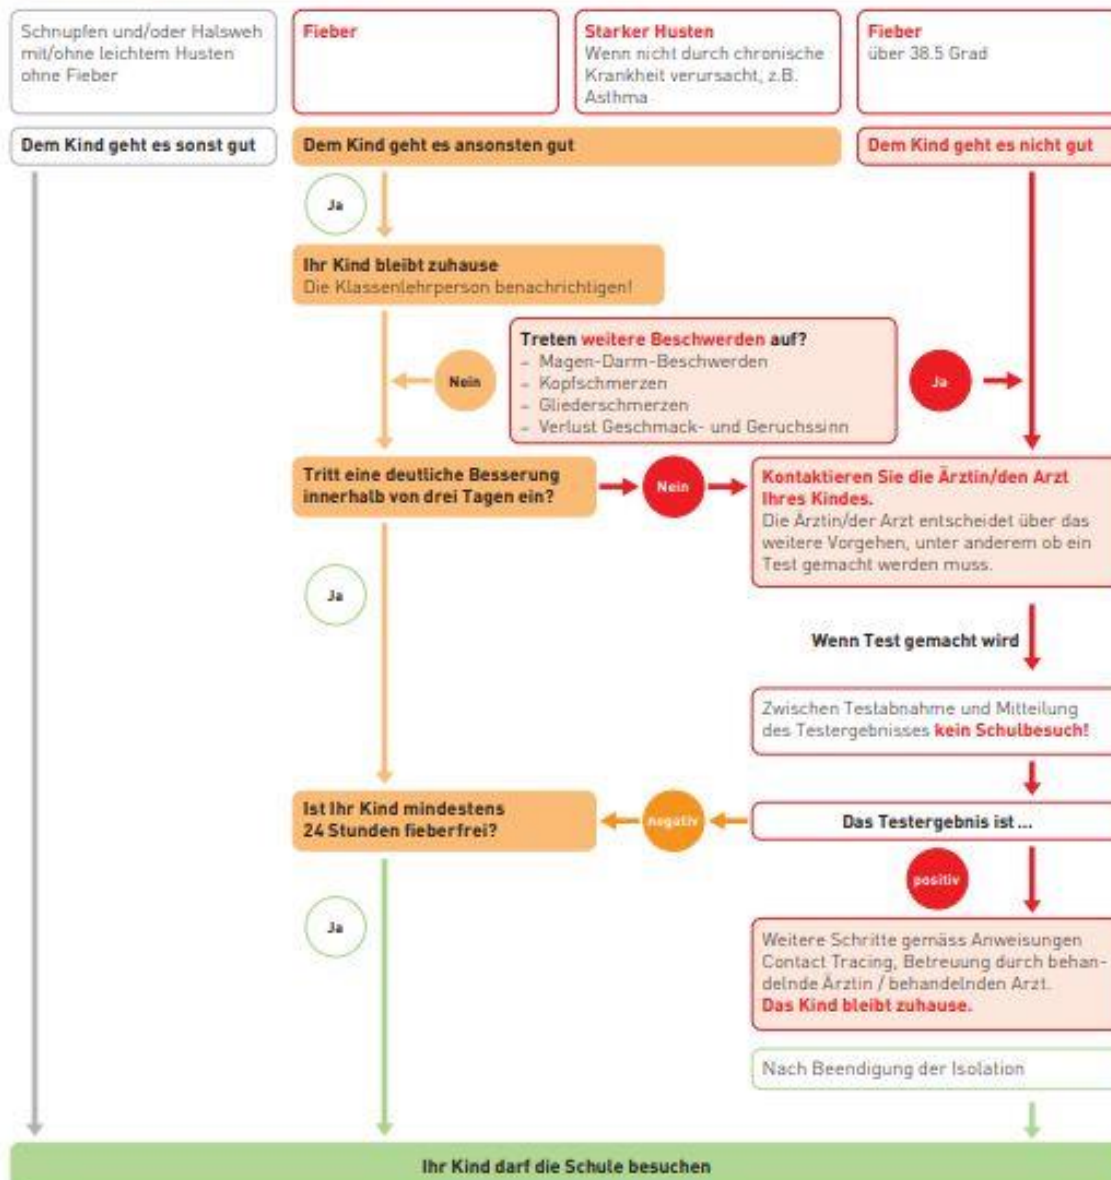 Schnupfen und/oder Halsweh
mit/ohne leichtem Husten
ohne Fieber
Fieber
Starker Husten
Wenn nicht durch chronische
Krankheit verursacht, z.B.
Asthma
Fieber
über 38.5 Grad
Dem Kind geht es sonst gut
Dem Kind geht es ansonsten gut
Dem Kind geht es nicht gut
Ja
Ihr Kind bleibt zuhause
Die Klassenlehrperson benachrichtigen!
Treten weitere Beschwerden auf?
- Magen-Darm-Beschwerden
- Kopfschmerzen
- Gliederschmerzen
- Verlust Geschmack- und Geruchssinn
Nein
Ja
Tritt eine deutliche Besserung
innerhalb von drei Tagen ein?
Nein
Kontaktieren Sie die Ärztin/den Arzt
Ihres Kindes.
Die Ärztin/der Arzt entscheidet über das
weitere Vorgehen, unter anderem ob ein
Test gemacht werden muss.
Ja
Wenn Test gemacht wird
Zwischen Testabnahme und Mitteilung
des Testergebnisses kein Schulbesuch!
Ist Ihr Kind mindestens
24 Stunden fieberfrei?
negativ
Das Testergebnis ist ...
positiv
Ja
Weitere Schritte gemäss Anweisungen
Contact Tracing, Betreuung durch behan-
delnde Ärztin / behandelnden Arzt.
Das Kind bleibt zuhause.
Nach Beendigung der Isolation
Ihr Kind darf die Schule besuchen